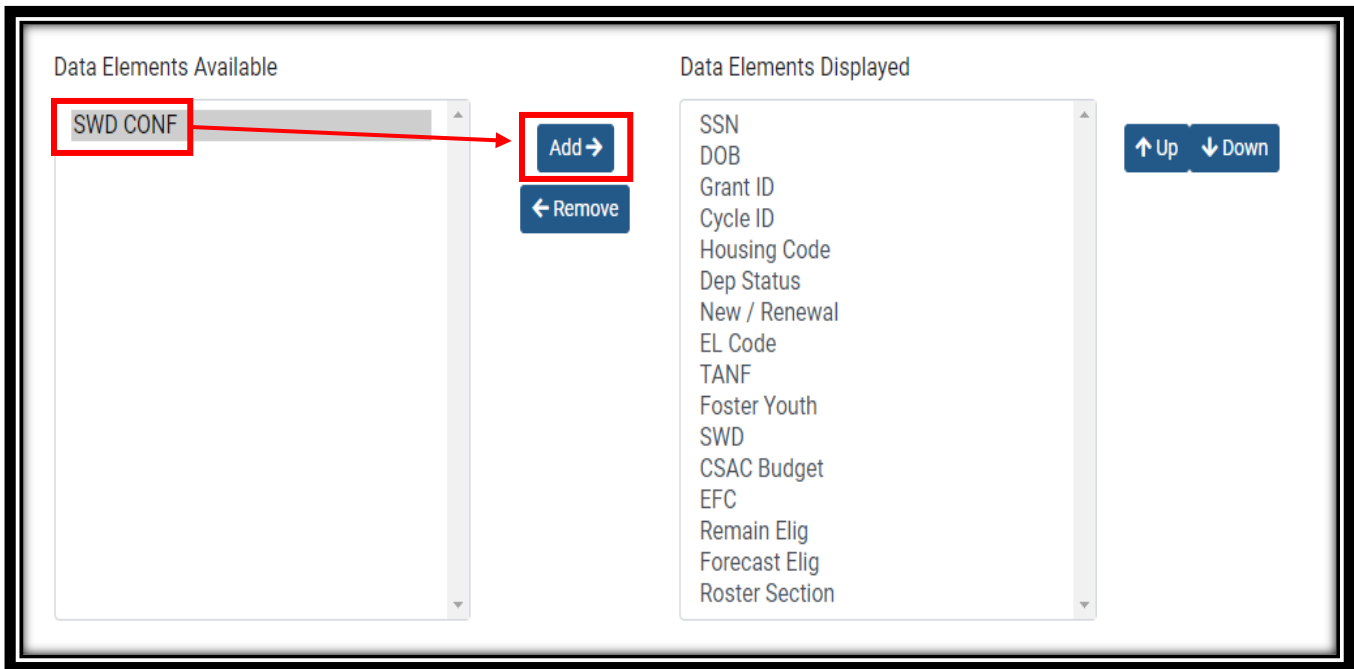 Data Elements Available
SWD CONF
Add →
← Remove
Data Elements Displayed
SSN
DOB
Grant ID
Cycle ID
Housing Code
Dep Status
New / Renewal
EL Code
TANF
Foster Youth
SWD
CSAC Budget
EFC
Remain Elig
Forecast Elig
Roster Section
↑ Up
↓ Down